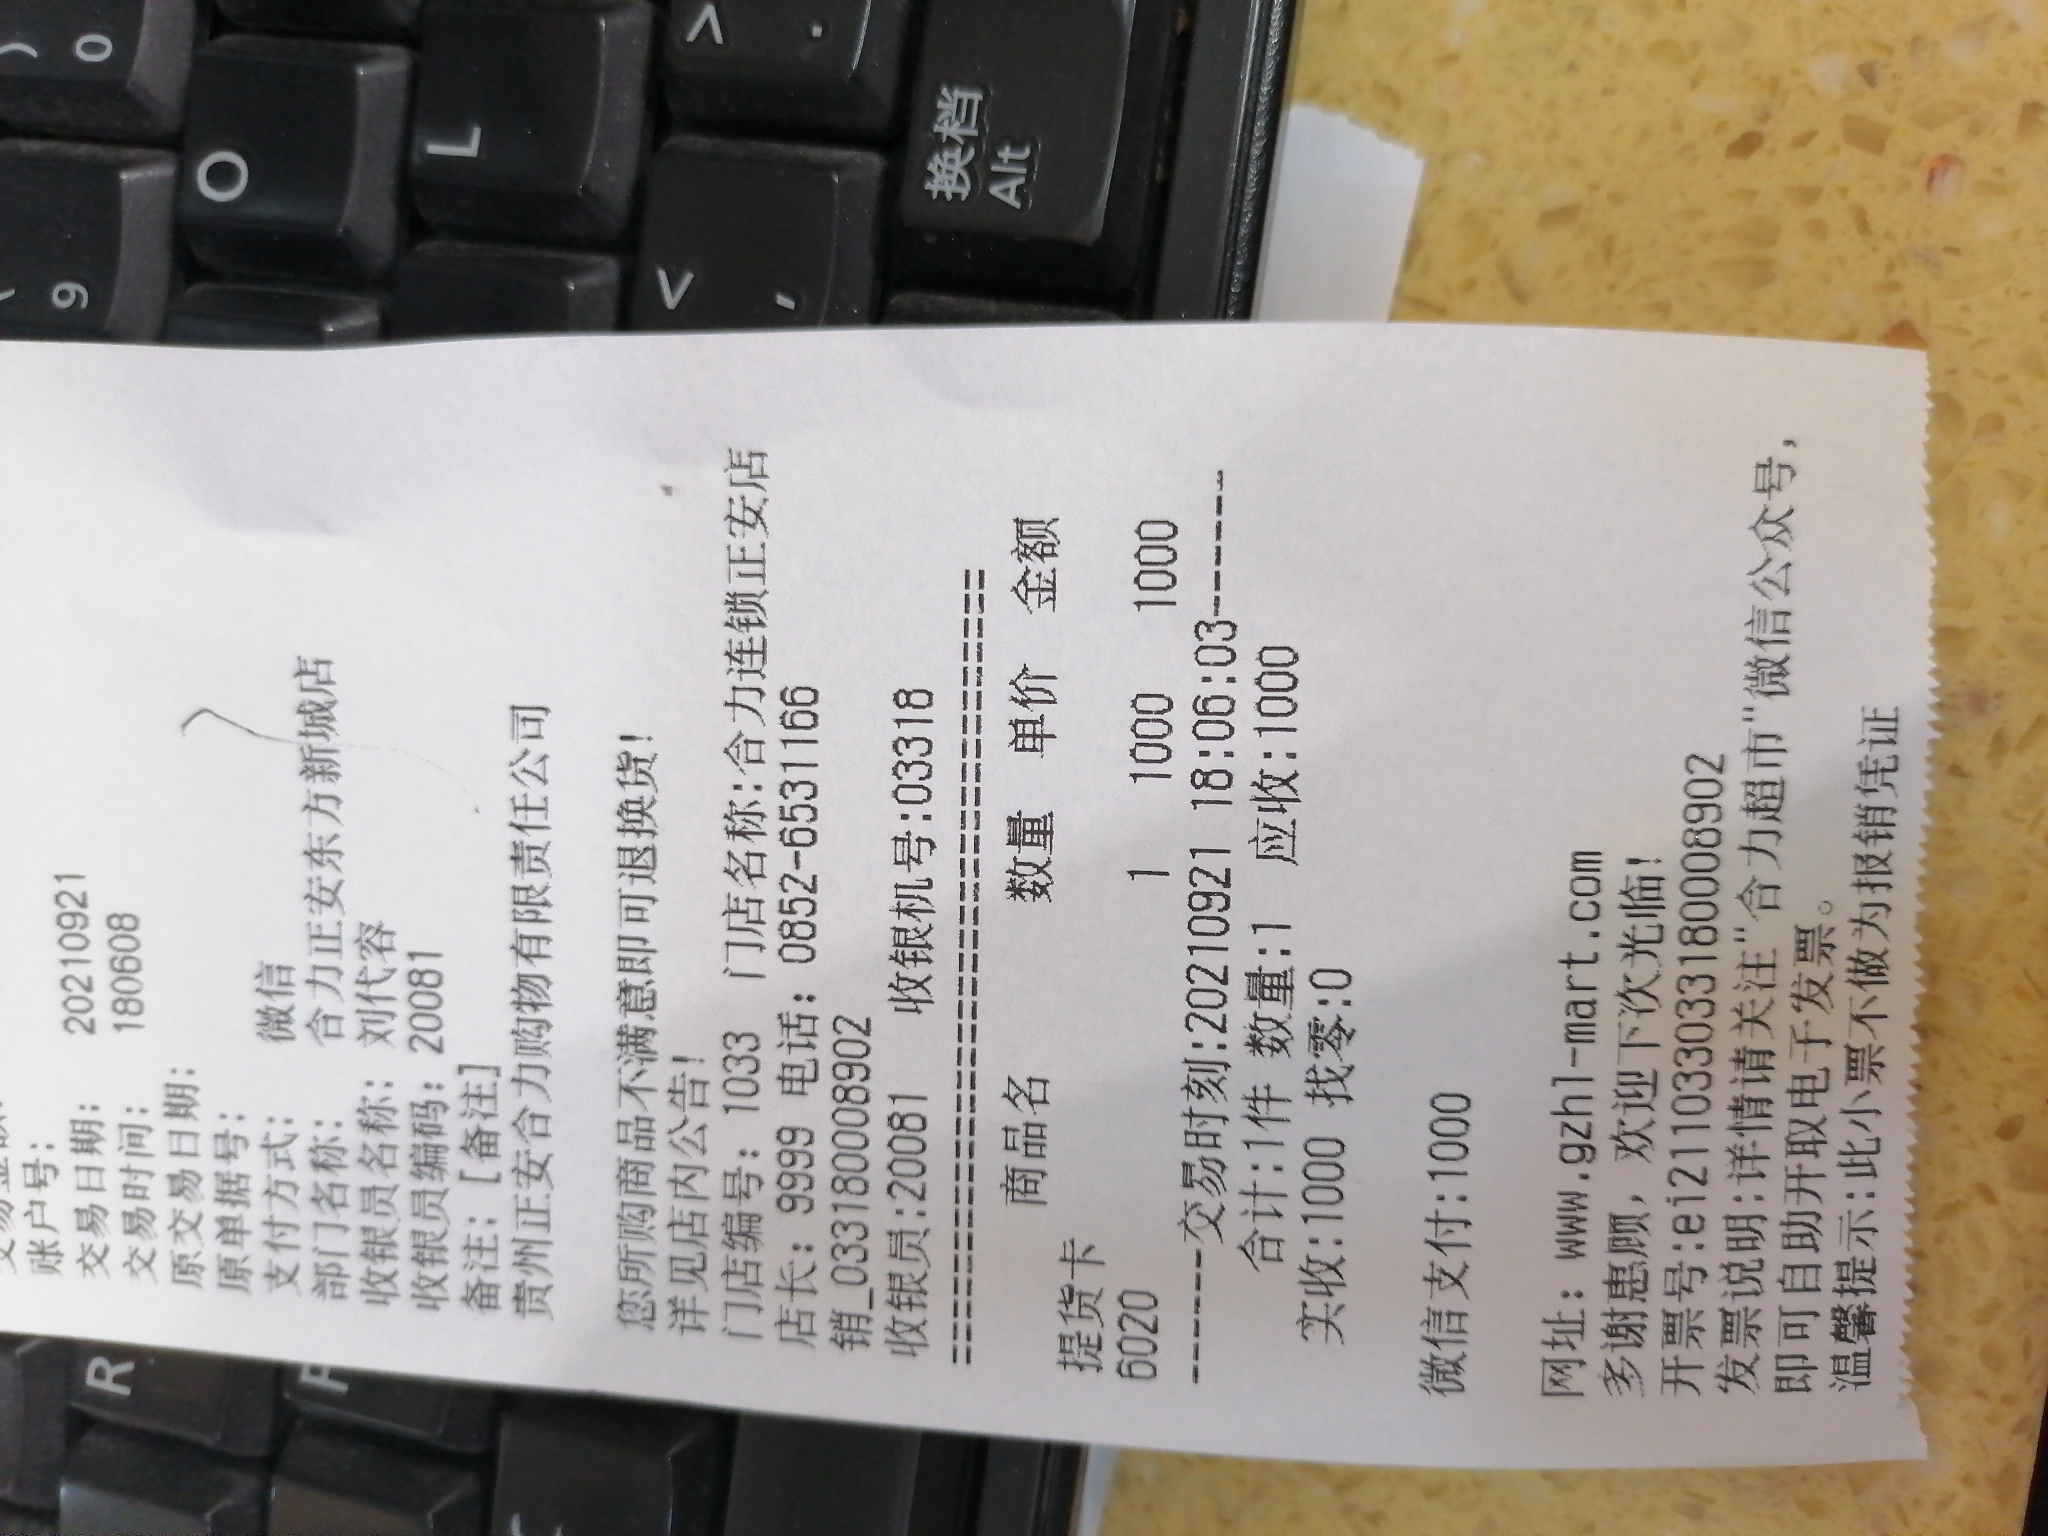 账户号：
交易日期： 20210921
交易时间： 180608
原交易日期：
原单据号：
支付方式： 微信
部门名称： 合力正安东方新城店
收银员名称： 刘代容
收银员编码： 20081
备注：[备注]
贵州正安合力购物有限责任公司
您所购商品不满意即可退换货！
详见店内公告！
门店编号：1033 门店名称:合力连锁正安店
店长：9999 电话：0852-6531166
销_033180008902
收银员:20081 收银机号:03318
商品名 数量 单价 金额
提货卡
6020 1 1000 1000
------交易时刻:20210921 18:06:03------
合计:1件 数量:1 应收:1000
实收:1000 找零:0
微信支付:1000
网址：www.gzhl-mart.com
多谢惠顾，欢迎下次光临！
开票号:ei211033033180008902
发票说明:详情请关注"合力超市"微信公众号，
即可自助开取电子发票。
温馨提示:此小票不做为报销凭证
) 0
9
O
L
> .
< ,
换档
Alt
R